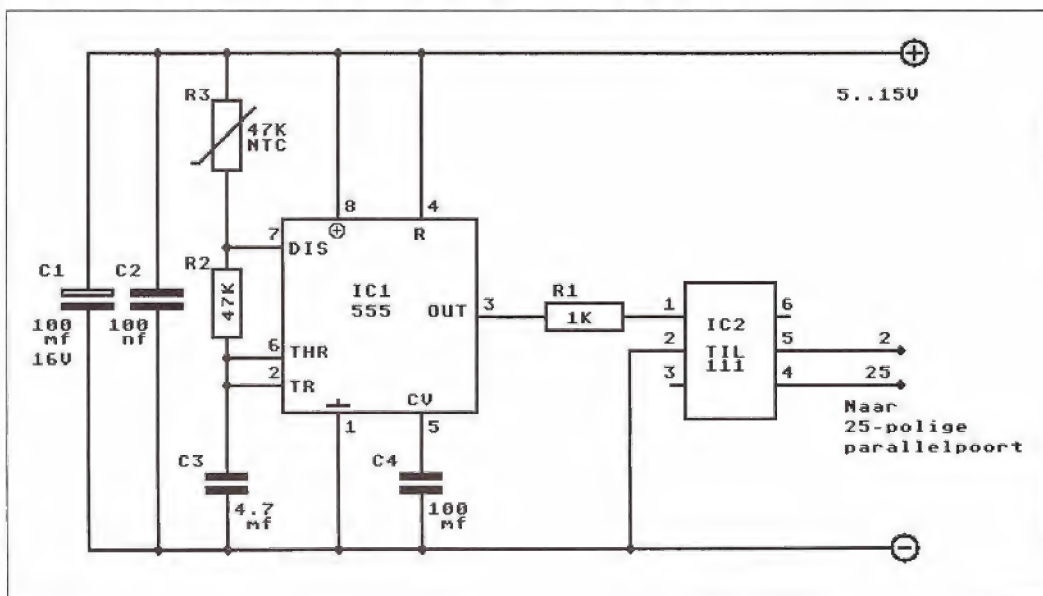 5..15V
R3
47K
NTC
8
4
7
DIS
R
C1
C2
R2
47K
IC1
555
OUT
3
R1
1K
1
IC2
6
100
mf
16V
100
nf
2
TIL
111
5
2
6
THR
3
4
25
2
TR
CV
1
5
Naar
25-polige
parallelpoort
C3
4.7
mf
C4
100
mf